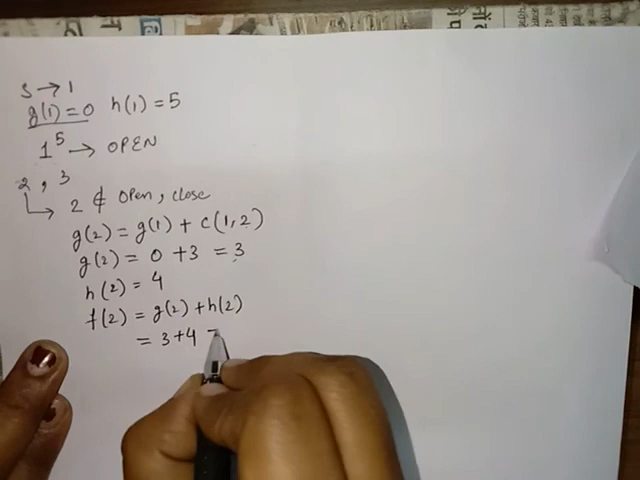 S → 1
g(1) = 0 h(1) = 5
1⁵ → OPEN
2, 3
2 ∉ open, close
g(2) = g(1) + c(1,2)
g(2) = 0 + 3 = 3
h(2) = 4
f(2) = g(2) + h(2)
= 3+4 =